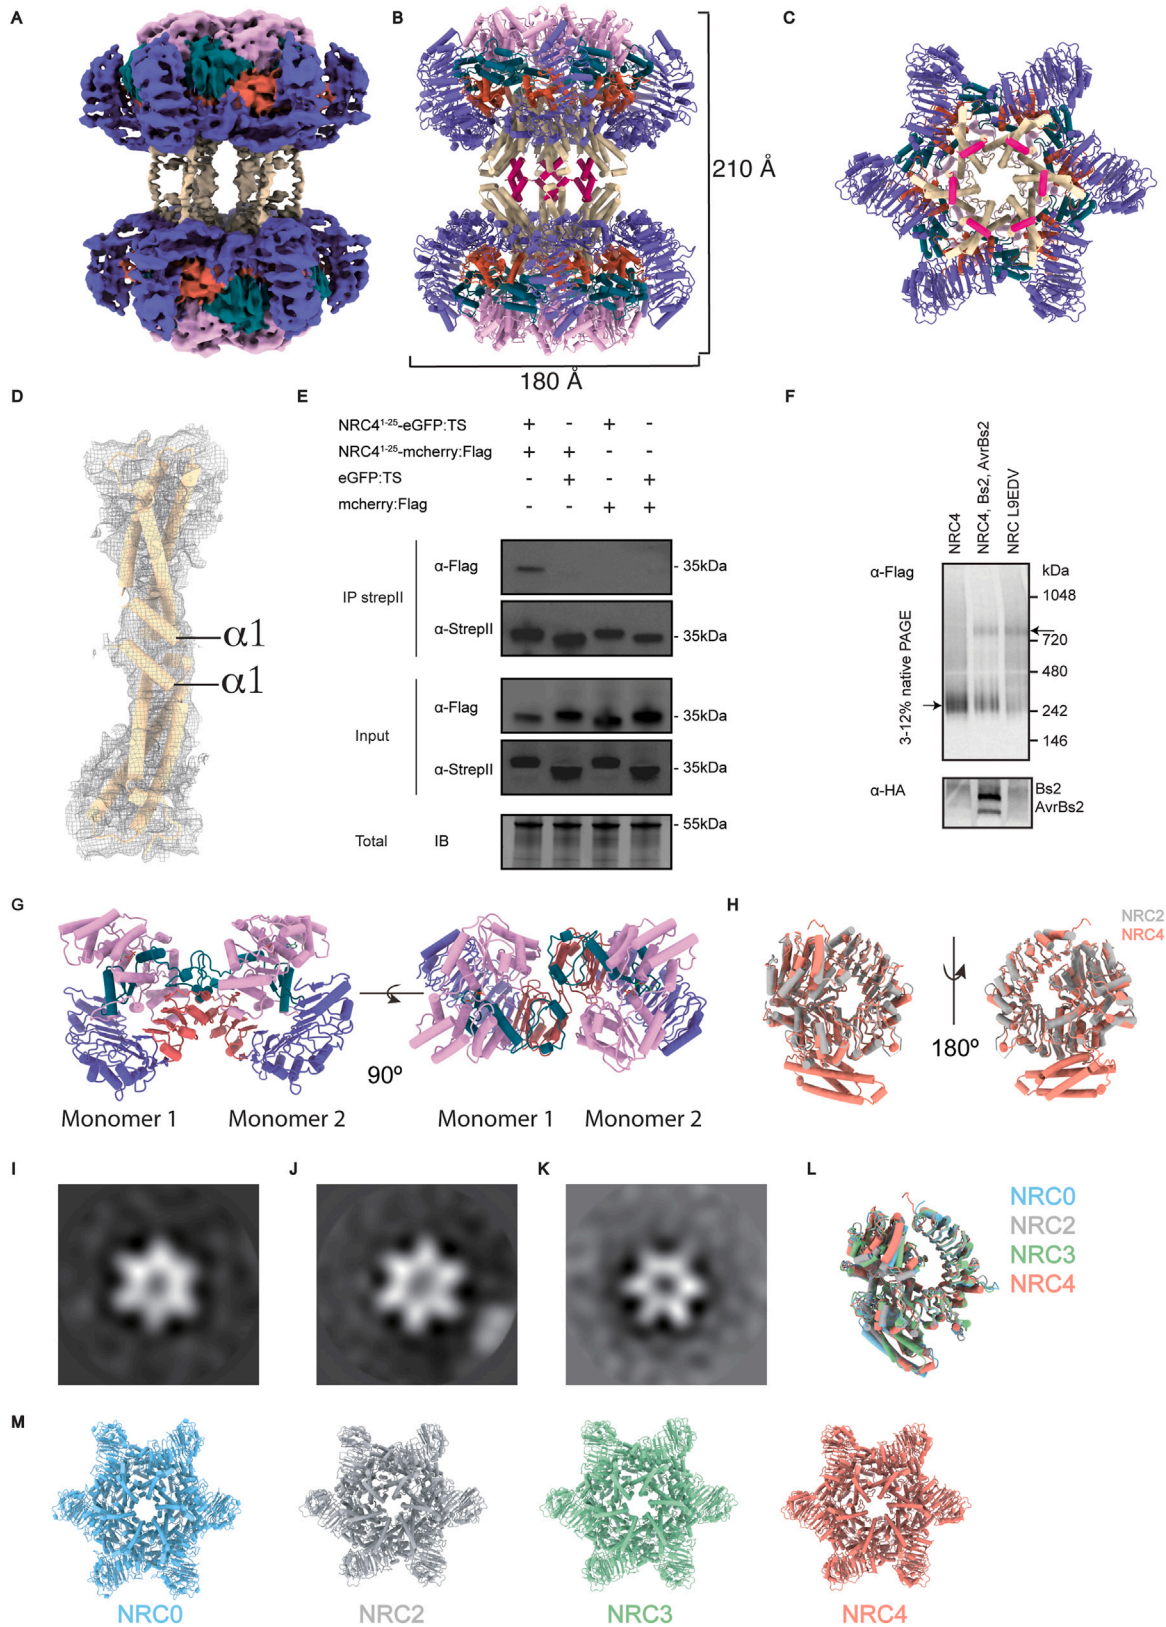 A
B
C
210 Å
180 Å
D
E
F
α1
α1
NRC4¹⁻²⁵-eGFP:TS + - + -
NRC4¹⁻²⁵-mcherry:Flag + + - -
eGFP:TS - + - +
mcherry:Flag - - + +
IP strepII
α-Flag - 35kDa
α-StrepII - 35kDa
Input
α-Flag - 35kDa
α-StrepII - 35kDa
Total IB -55kDa
NRC4
NRC4, Bs2, AvrBs2
NRC L9EDV
α-Flag
kDa
1048
720
480
242
146
3-12% native PAGE
α-HA
Bs2
AvrBs2
G
Monomer 1
Monomer 2
90º
Monomer 1
Monomer 2
H
NRC2
NRC4
180º
I
J
K
L
NRC0
NRC2
NRC3
NRC4
M
NRC0
NRC2
NRC3
NRC4